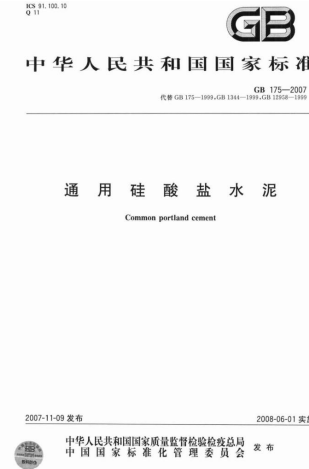 ICS 91.100.10
Q 11
GB
中华人民共和国国家标准
GB 175—2007
代替 GB 175—1999,GB 1344—1999,GB 12958—1999
通用硅酸盐水泥
Common portland cement
2007-11-09 发布
2008-06-01 实
中华人民共和国国家质量监督检验检疫总局
中国国家标准化管理委员会
发布